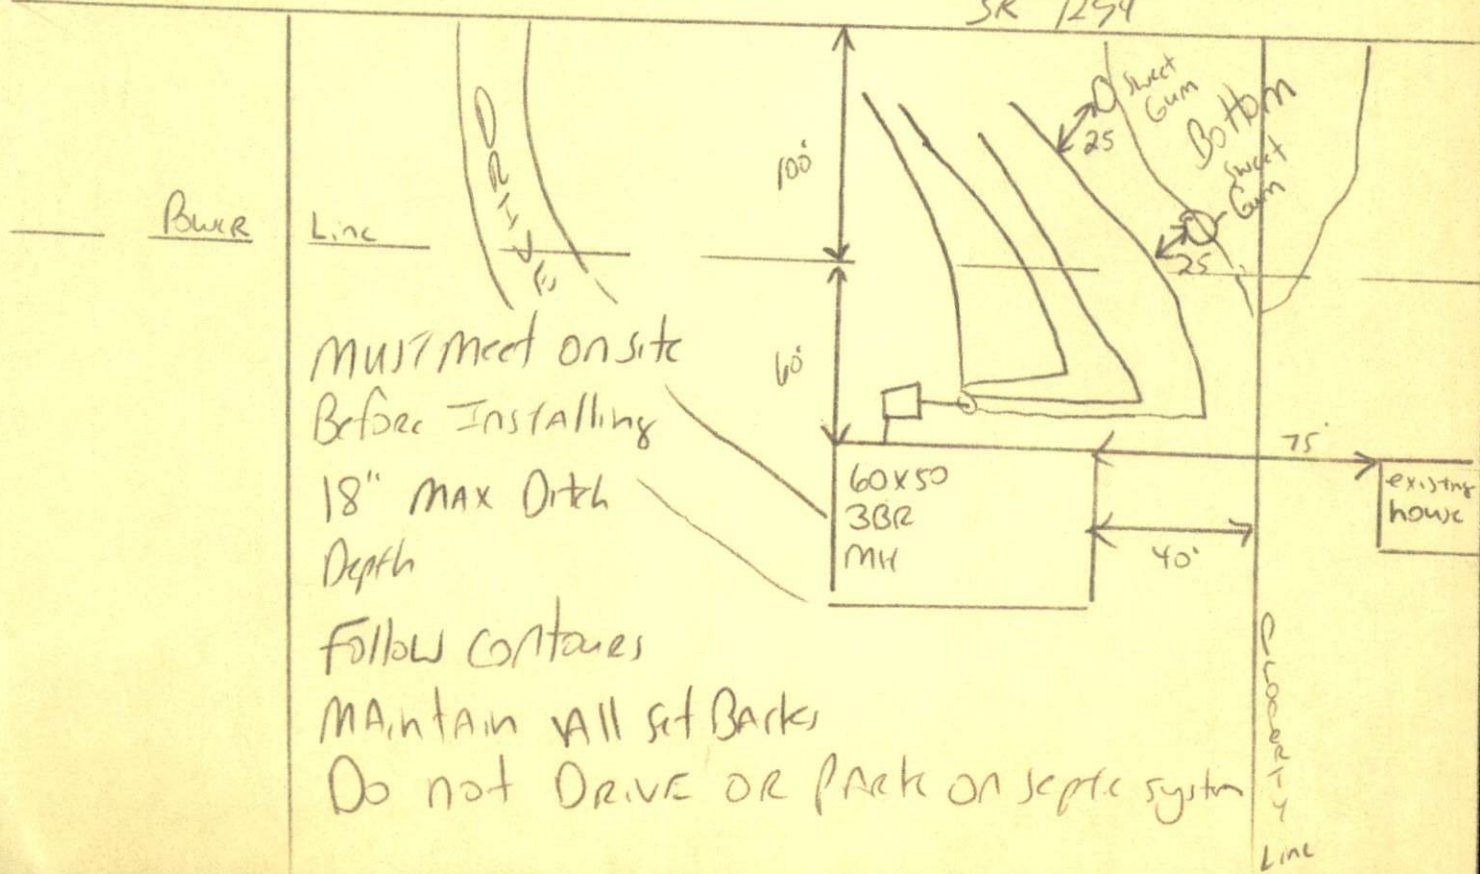 SR 1254
DRIVE
100'
Sweet
Gum
25
Bottom
Sweet
Gum
25
Power Line
60'
Must Meet on site
Before Installing
18" MAX Ditch
Depth
Follow Contours
MAintAin All Set BAcks
Do not DRIVE OR PArk on septic system
60x50
3BR
MH
75'
existing
house
40'
PROPERTY Line